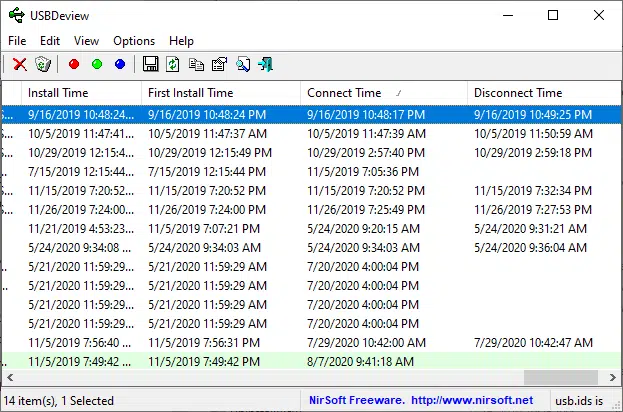 USBDeview
File Edit View Options Help
Install Time First Install Time Connect Time Disconnect Time
S... 9/16/2019 10:48:24... 9/16/2019 10:48:24 PM 9/16/2019 10:48:17 PM 9/16/2019 10:49:25 PM
... 10/5/2019 11:47:41... 10/5/2019 11:47:37 AM 10/5/2019 11:47:39 AM 10/5/2019 11:50:59 AM
S... 10/29/2019 12:15:4... 10/29/2019 12:15:49 PM 10/29/2019 2:57:40 PM 10/29/2019 2:59:18 PM
... 7/15/2019 12:15:44... 7/15/2019 12:15:44 PM 11/5/2019 7:05:36 PM
S... 11/15/2019 7:20:52... 11/15/2019 7:20:52 PM 11/15/2019 7:20:52 PM 11/15/2019 7:32:34 PM
S... 11/26/2019 7:24:00... 11/26/2019 7:24:00 PM 11/26/2019 7:25:49 PM 11/26/2019 7:27:53 PM
11/21/2019 4:53:23... 11/5/2019 7:07:21 PM 5/24/2020 9:20:15 AM 5/24/2020 9:31:21 AM
5/24/2020 9:34:08 ... 5/24/2020 9:34:03 AM 5/24/2020 9:34:03 AM 5/24/2020 9:36:04 AM
.. 5/21/2020 11:59:29... 5/21/2020 11:59:29 AM 7/20/2020 4:00:04 PM
5/21/2020 11:59:29... 5/21/2020 11:59:29 AM 7/20/2020 4:00:04 PM
.. 5/21/2020 11:59:29... 5/21/2020 11:59:29 AM 7/20/2020 4:00:04 PM
5/21/2020 11:59:29... 5/21/2020 11:59:29 AM 7/20/2020 4:00:04 PM
.. 11/5/2019 7:56:40 ... 11/5/2019 7:56:31 PM 7/29/2020 10:42:00 AM 7/29/2020 10:42:47 AM
... 11/5/2019 7:49:42 ... 11/5/2019 7:49:42 PM 8/7/2020 9:41:18 AM
14 item(s), 1 Selected NirSoft Freeware. http://www.nirsoft.net usb.ids is